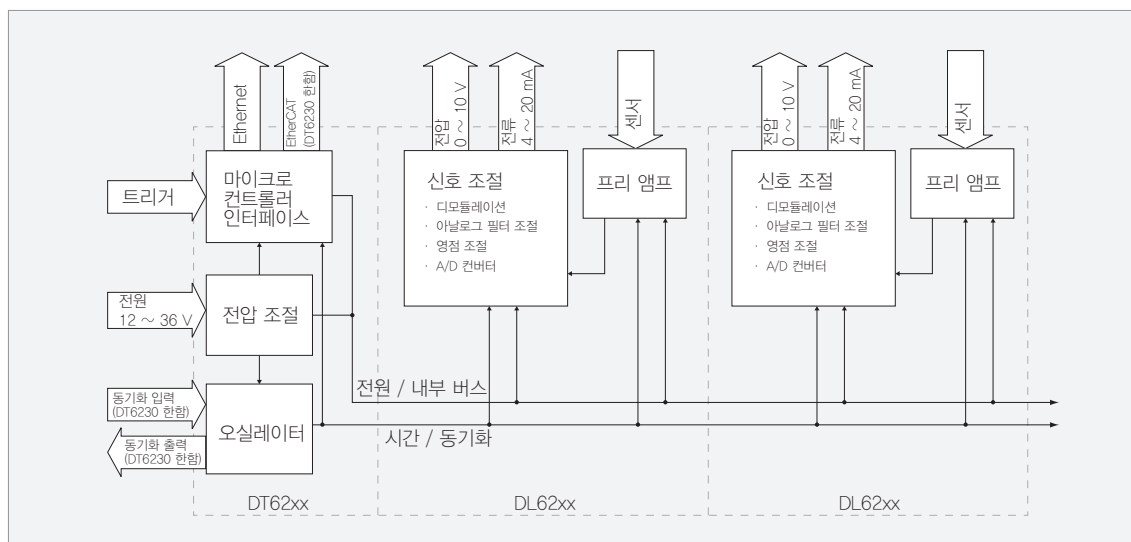 Ethernet
EtherCAT
(DT6230 한함)
전압
0 ~ 10 V
전류
4 ~ 20 mA
센서
전압
0 ~ 10 V
전류
4 ~ 20 mA
센서
트리거
마이크로
컨트롤러
인터페이스
신호 조절
· 디모듈레이션
· 아날로그 필터 조절
· 영점 조절
· A/D 컨버터
프리 앰프
신호 조절
· 디모듈레이션
· 아날로그 필터 조절
· 영점 조절
· A/D 컨버터
프리 앰프
전원
12 ~ 36 V
전압 조절
전원 / 내부 버스
동기화 입력
(DT6230 한함)
오실레이터
시간 / 동기화
동기화 출력
(DT6230 한함)
DT62xx
DL62xx
DL62xx